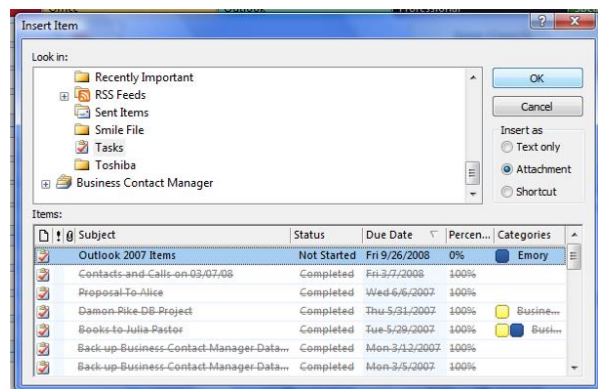 Office Outlook Professional
Insert Item
Look in:
Recently Important
RSS Feeds
Sent Items
Smile File
Tasks
Toshiba
Business Contact Manager
OK
Cancel
Insert as
Text only
Attachment
Shortcut
Items:
Subject Status Due Date Percen... Categories
Outlook 2007 Items Not Started Fri 9/26/2008 0% Emory
Contacts and Calls on 03/07/08 Completed Fri 3/7/2008 100%
Proposal To Alice Completed Wed 6/6/2007 100%
Damon Pike DB Project Completed Thu 5/31/2007 100% Busine...
Books to Julia Pastor Completed Tue 5/29/2007 100% Busi...
Back up Business Contact Manager Data... Completed Mon 3/12/2007 100%
Back up Business Contact Manager Data... Completed Mon 3/5/2007 100%